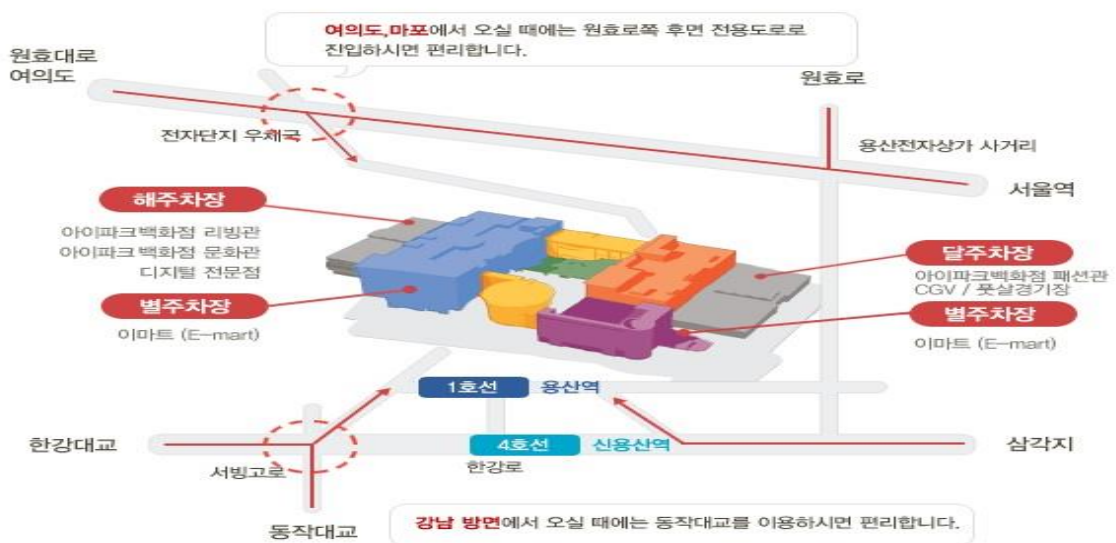 여의도,마포에서 오실 때에는 원효로쪽 후면 전용도로로
진입하시면 편리합니다.
원효대로
여의도
원효로
전자단지 우체국
용산전자상가 사거리
서울역
해주차장
아이파크백화점 리빙관
아이파크백화점 문화관
디지털 전문점
별주차장
이마트 (E-mart)
달주차장
아이파크백화점 패션관
CGV / 풋살경기장
별주차장
이마트 (E-mart)
1호선 용산역
한강대교
4호선 신용산역
삼각지
서빙고로
한강로
동작대교
강남 방면에서 오실 때에는 동작대교를 이용하시면 편리합니다.